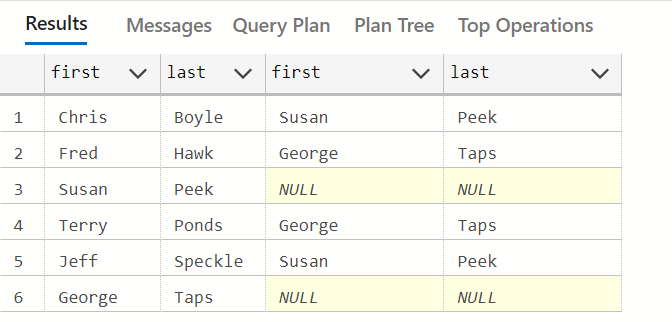 Results Messages Query Plan Plan Tree Top Operations
first last first last
1 Chris Boyle Susan Peek
2 Fred Hawk George Taps
3 Susan Peek NULL NULL
4 Terry Ponds George Taps
5 Jeff Speckle Susan Peek
6 George Taps NULL NULL